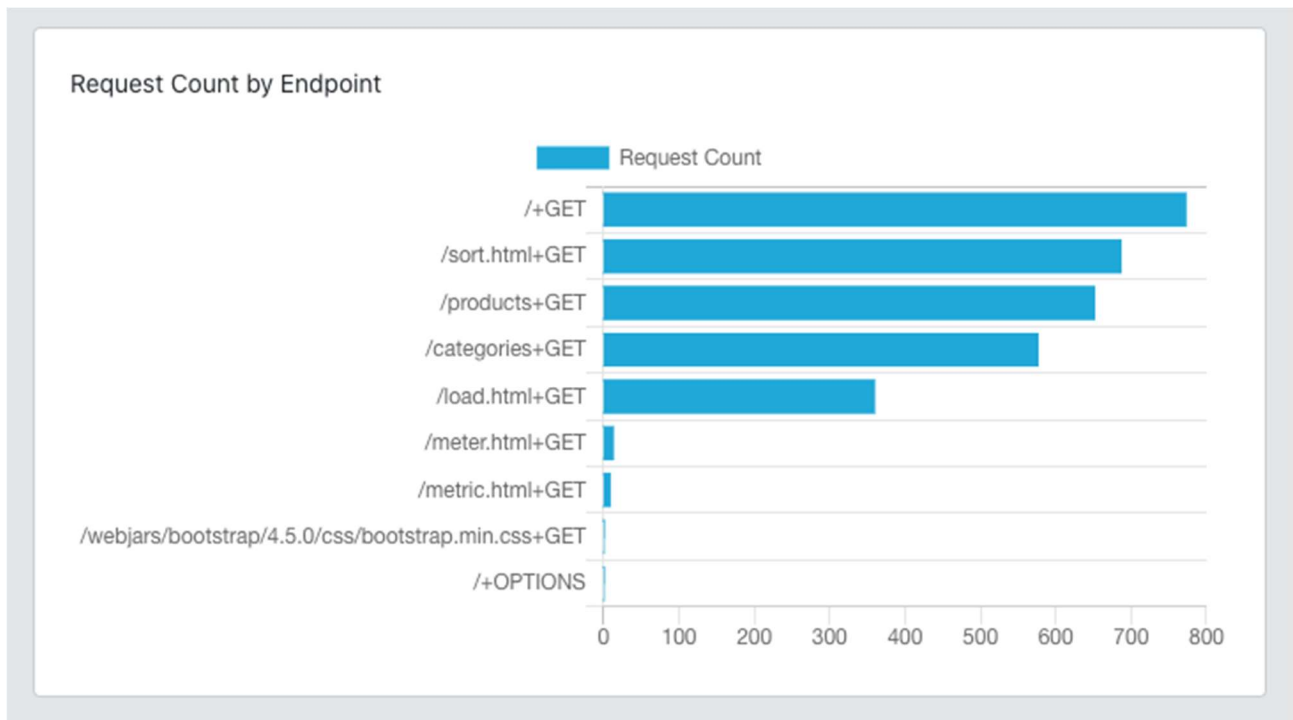 Request Count by Endpoint
Request Count
/+GET
/sort.html+GET
/products+GET
/categories+GET
/load.html+GET
/meter.html+GET
/metric.html+GET
/webjars/bootstrap/4.5.0/css/bootstrap.min.css+GET
/+OPTIONS
0 100 200 300 400 500 600 700 800